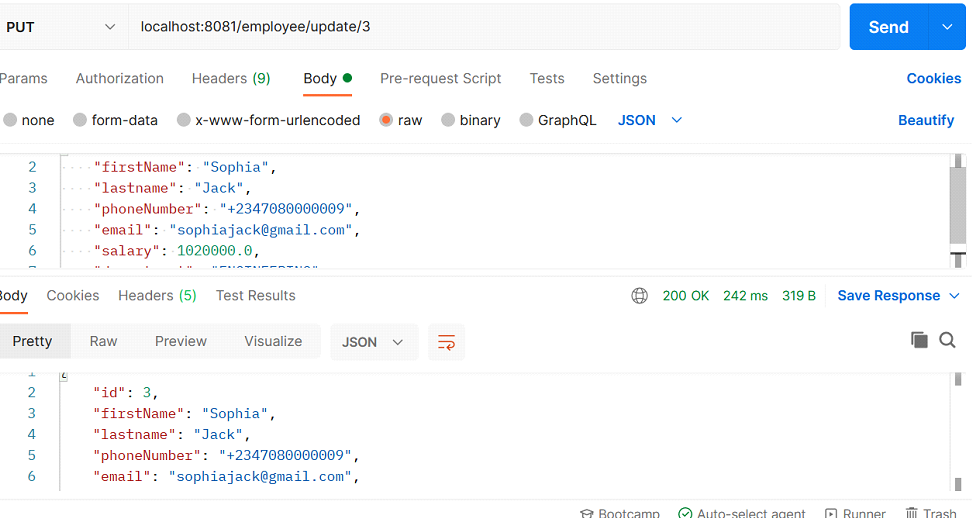 PUT localhost:8081/employee/update/3 Send
Params Authorization Headers (9) Body Pre-request Script Tests Settings Cookies
none form-data x-www-form-urlencoded raw binary GraphQL JSON Beautify
2 "firstName": "Sophia",
3 "lastname": "Jack",
4 "phoneNumber": "+2347080000009",
5 "email": "sophiajack@gmail.com",
6 "salary": 1020000.0,
Body Cookies Headers (5) Test Results 200 OK 242 ms 319 B Save Response
Pretty Raw Preview Visualize JSON
1 {
2 "id": 3,
3 "firstName": "Sophia",
4 "lastname": "Jack",
5 "phoneNumber": "+2347080000009",
6 "email": "sophiajack@gmail.com",
Bootcamp Auto-select agent Runner Trash